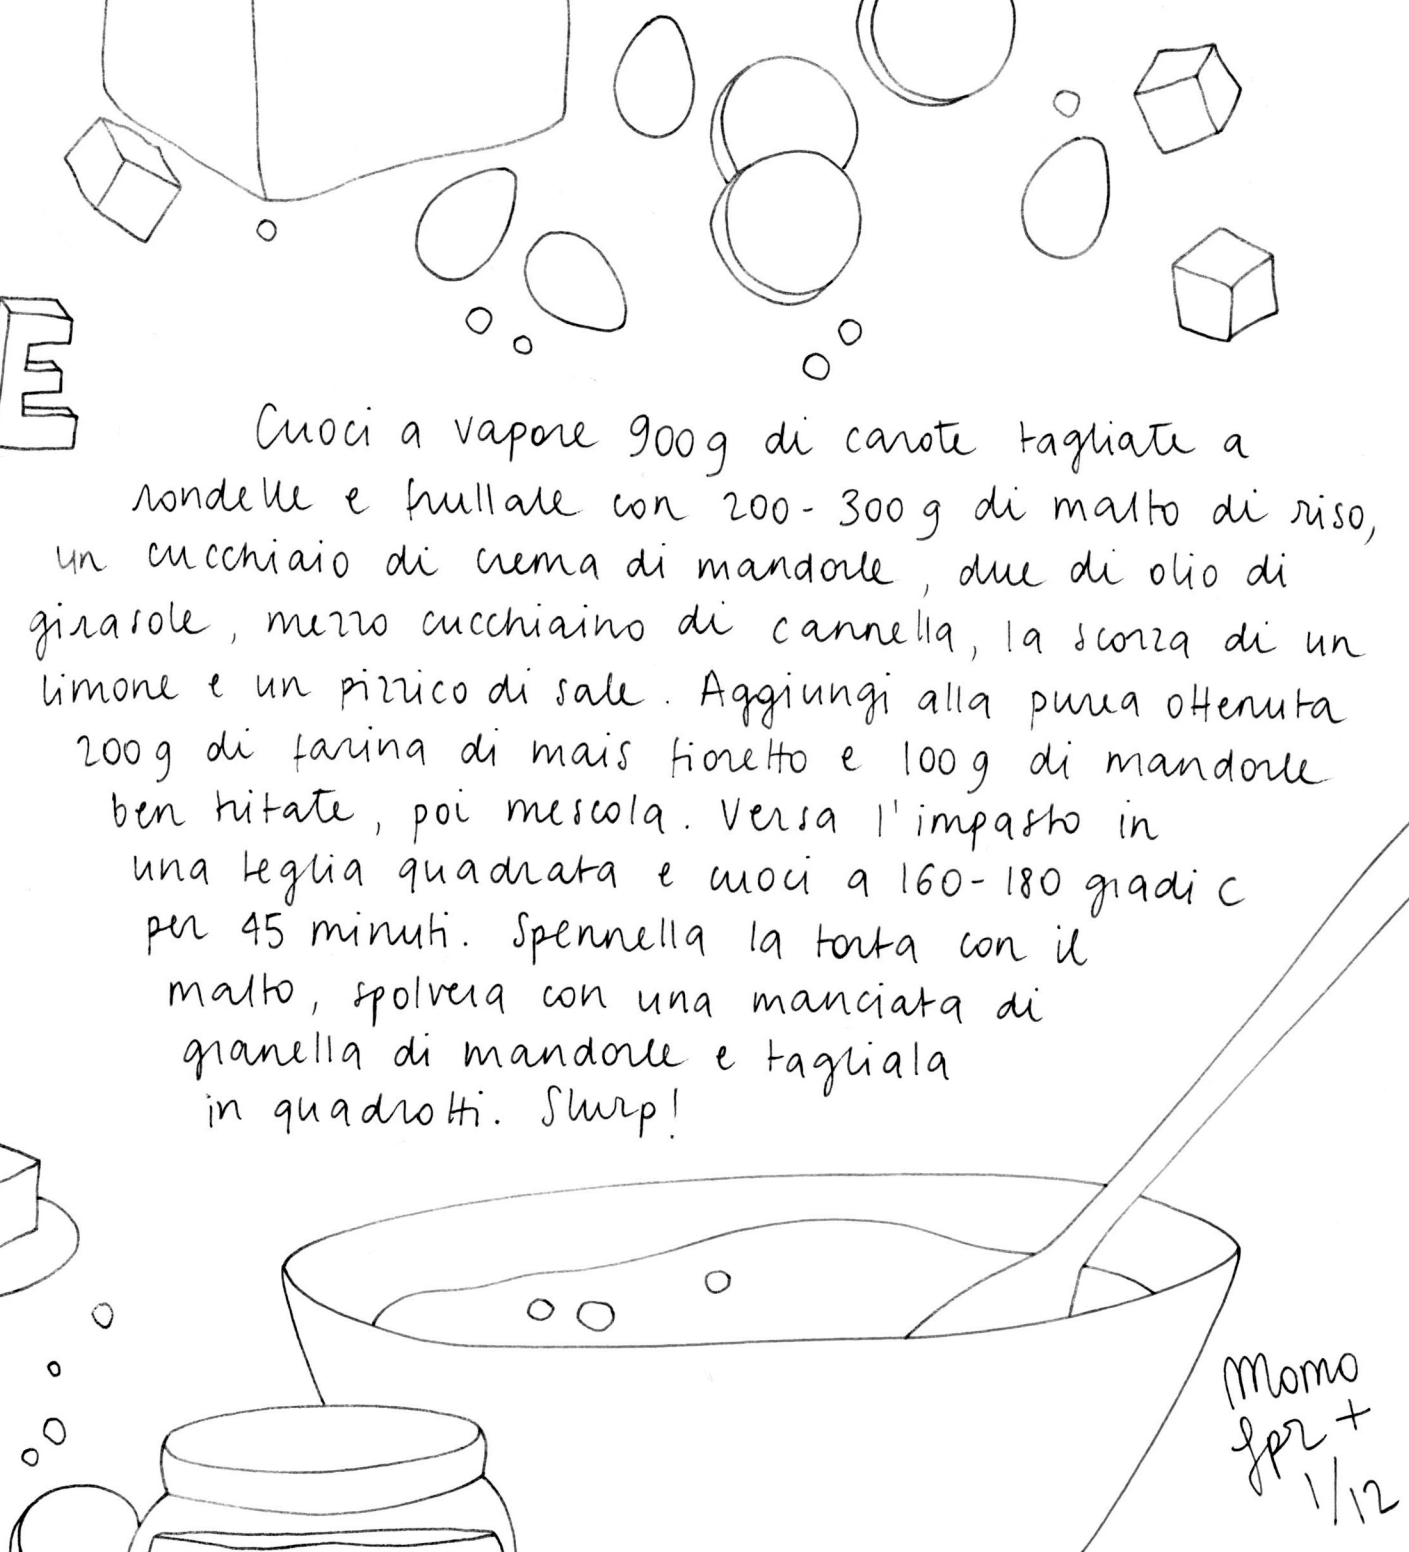 E
Cuoci a vapore 900g di carote tagliate a
rondelle e frullale con 200-300g di malto di riso,
un cucchiaio di crema di mandorle, due di olio di
girasole, mezzo cucchiaino di cannella, la scorza di un
limone e un pizzico di sale. Aggiungi alla purea ottenuta
200g di farina di mais fioretto e 100g di mandorle
ben tritate, poi mescola. Versa l'impasto in
una teglia quadrata e cuoci a 160-180 gradi C
per 45 minuti. Spennella la torta con il
malto, spolvera con una manciata di
granella di mandorle e tagliala
in quadrotti. Slurp!
Momo
1/12